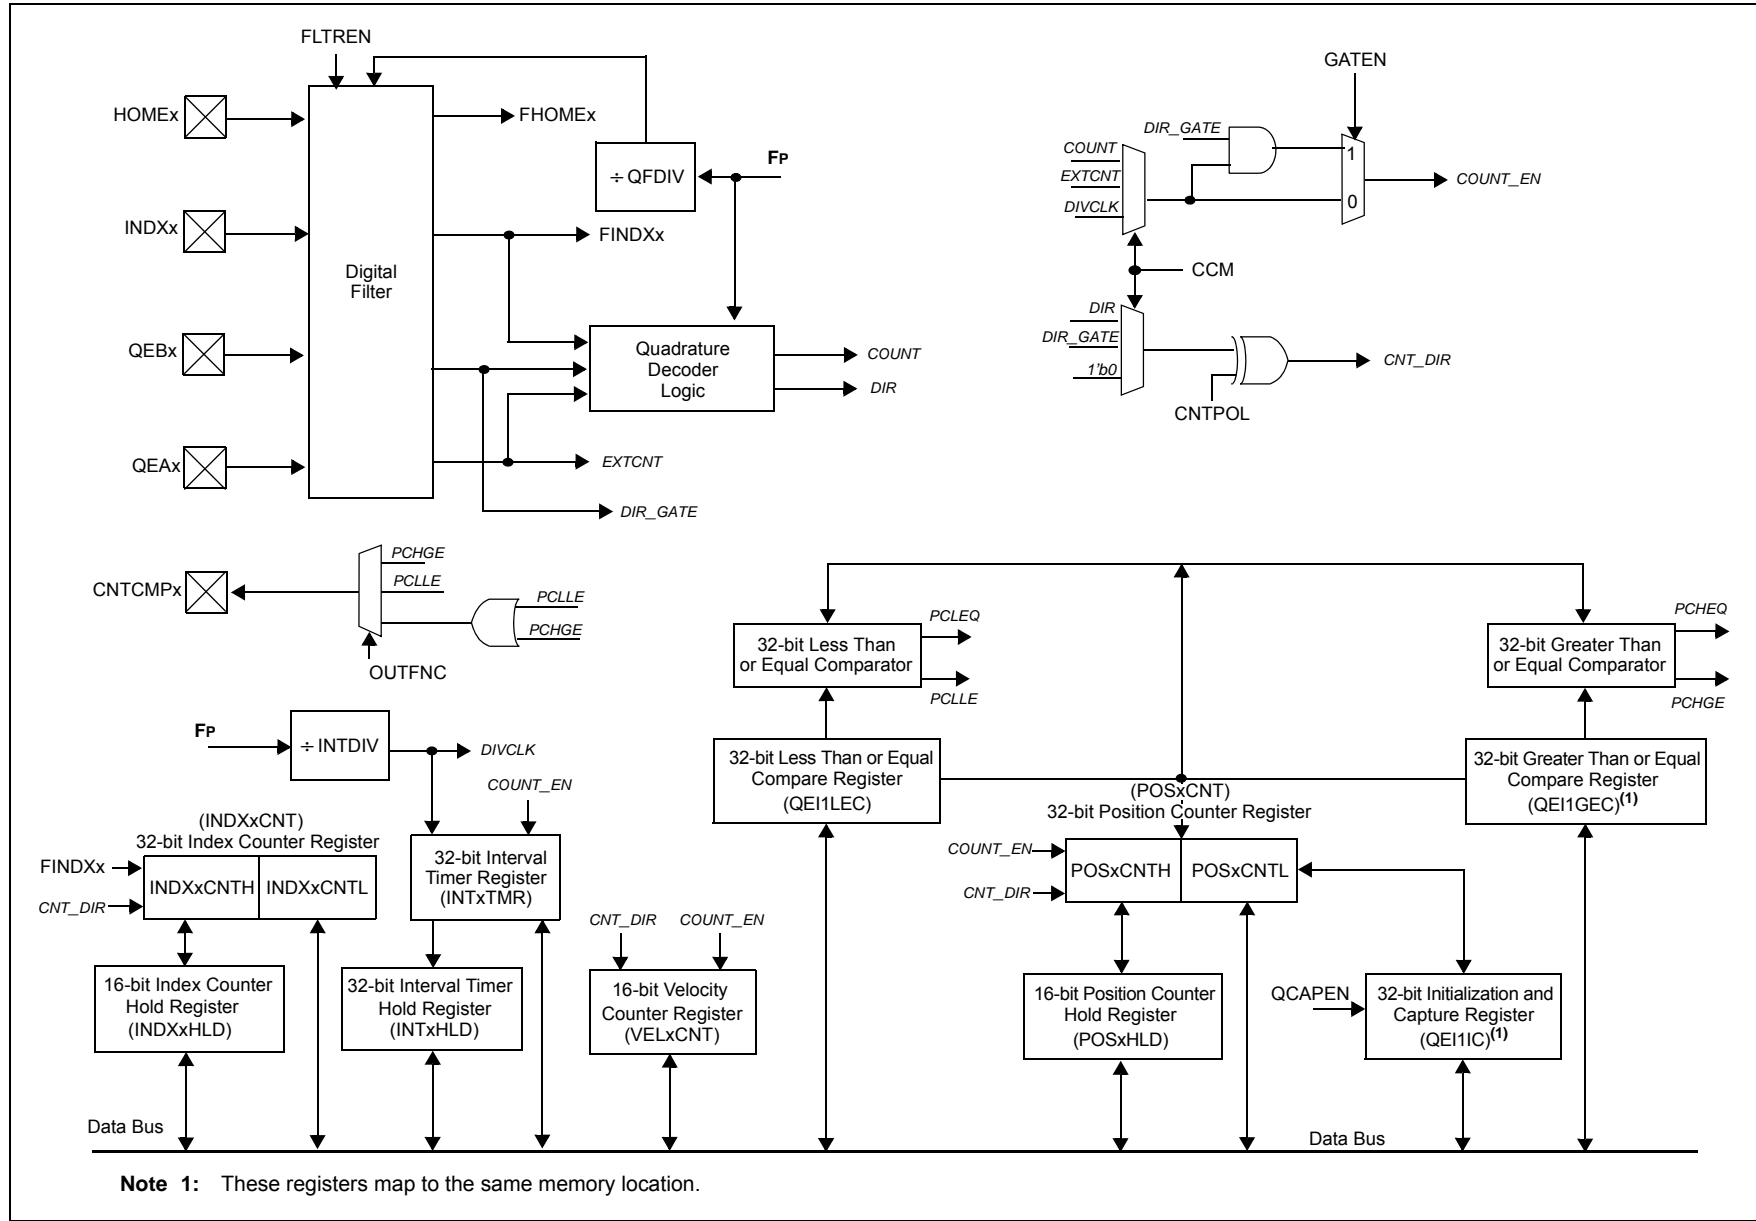 FLTREN
HOMEx
FHOMEx
÷ QFDIV
FP
INDXx
FINDXx
Digital
Filter
QEBx
Quadrature
Decoder
Logic
COUNT
DIR
QEAx
EXTCNT
DIR_GATE
GATEN
DIR_GATE
COUNT
EXTCNT
DIVCLK
1
0
COUNT_EN
CCM
DIR
DIR_GATE
1'b0
CNT_DIR
CNTPOL
CNTCMPx
PCHGE
PCLLE
PCLLE
PCHGE
OUTFNC
32-bit Less Than
or Equal Comparator
PCLEQ
PCLLE
32-bit Greater Than
or Equal Comparator
PCHEQ
PCHGE
FP
÷ INTDIV
DIVCLK
COUNT_EN
32-bit Less Than or Equal
Compare Register
(QEI1LEC)
(POSxCNT)
32-bit Position Counter Register
32-bit Greater Than or Equal
Compare Register
(QEI1GEC)(1)
(INDXxCNT)
32-bit Index Counter Register
FINDXx
INDXxCNTH
INDXxCNTL
CNT_DIR
32-bit Interval
Timer Register
(INTxTMR)
COUNT_EN
CNT_DIR
POSxCNTH
POSxCNTL
CNT_DIR
COUNT_EN
16-bit Index Counter
Hold Register
(INDXxHLD)
32-bit Interval Timer
Hold Register
(INTxHLD)
16-bit Velocity
Counter Register
(VELxCNT)
16-bit Position Counter
Hold Register
(POSxHLD)
QCAPEN
32-bit Initialization and
Capture Register
(QEI1IC)(1)
Data Bus
Data Bus
Note 1: These registers map to the same memory location.